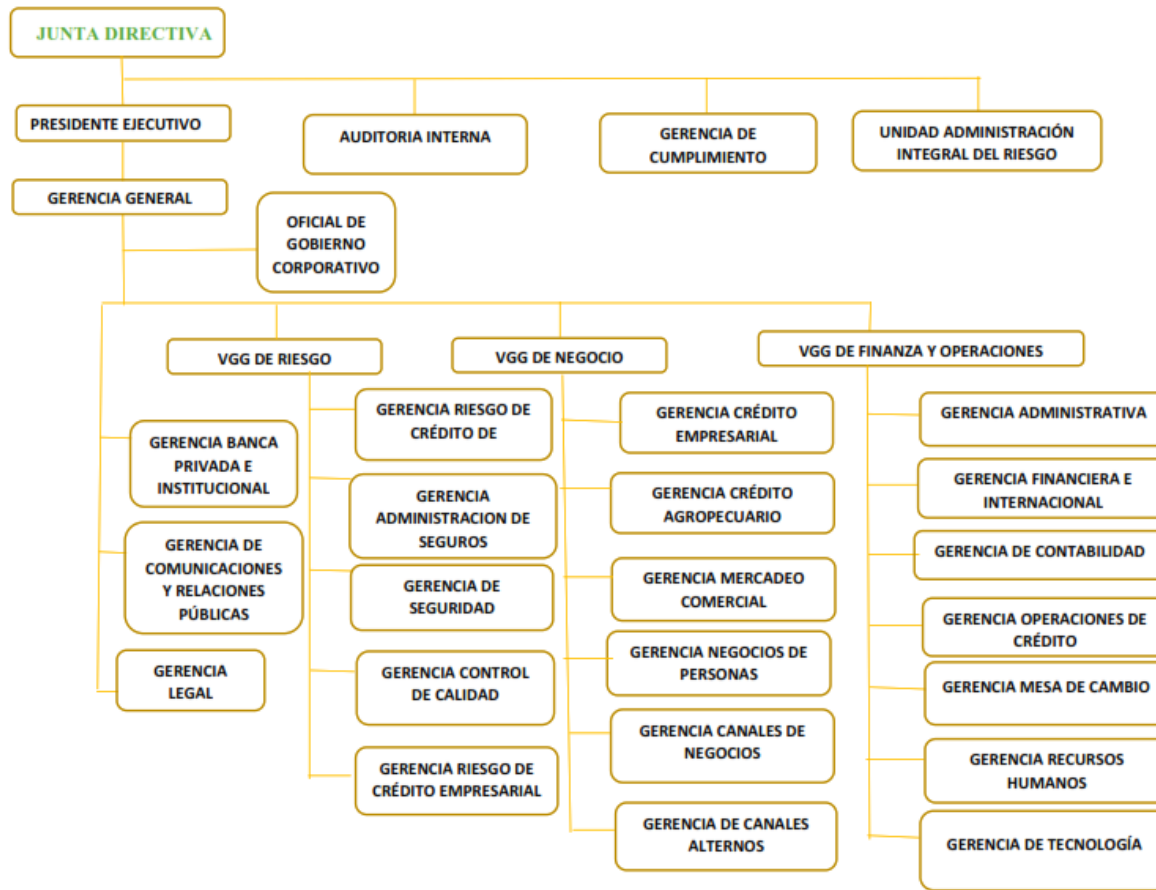 JUNTA DIRECTIVA
PRESIDENTE EJECUTIVO
AUDITORIA INTERNA
GERENCIA DE
CUMPLIMIENTO
UNIDAD ADMINISTRACIÓN
INTEGRAL DEL RIESGO
GERENCIA GENERAL
OFICIAL DE
GOBIERNO
CORPORATIVO
VGG DE RIESGO
VGG DE NEGOCIO
VGG DE FINANZA Y OPERACIONES
GERENCIA BANCA
PRIVADA E
INSTITUCIONAL
GERENCIA DE
COMUNICACIONES
Y RELACIONES
PÚBLICAS
GERENCIA
LEGAL
GERENCIA RIESGO DE
CRÉDITO DE
GERENCIA
ADMINISTRACION DE
SEGUROS
GERENCIA DE
SEGURIDAD
GERENCIA CONTROL
DE CALIDAD
GERENCIA RIESGO DE
CRÉDITO EMPRESARIAL
GERENCIA CRÉDITO
EMPRESARIAL
GERENCIA CRÉDITO
AGROPECUARIO
GERENCIA MERCADEO
COMERCIAL
GERENCIA NEGOCIOS DE
PERSONAS
GERENCIA CANALES DE
NEGOCIOS
GERENCIA DE CANALES
ALTERNOS
GERENCIA ADMINISTRATIVA
GERENCIA FINANCIERA E
INTERNACIONAL
GERENCIA DE CONTABILIDAD
GERENCIA OPERACIONES DE
CRÉDITO
GERENCIA MESA DE CAMBIO
GERENCIA RECURSOS
HUMANOS
GERENCIA DE TECNOLOGÍA